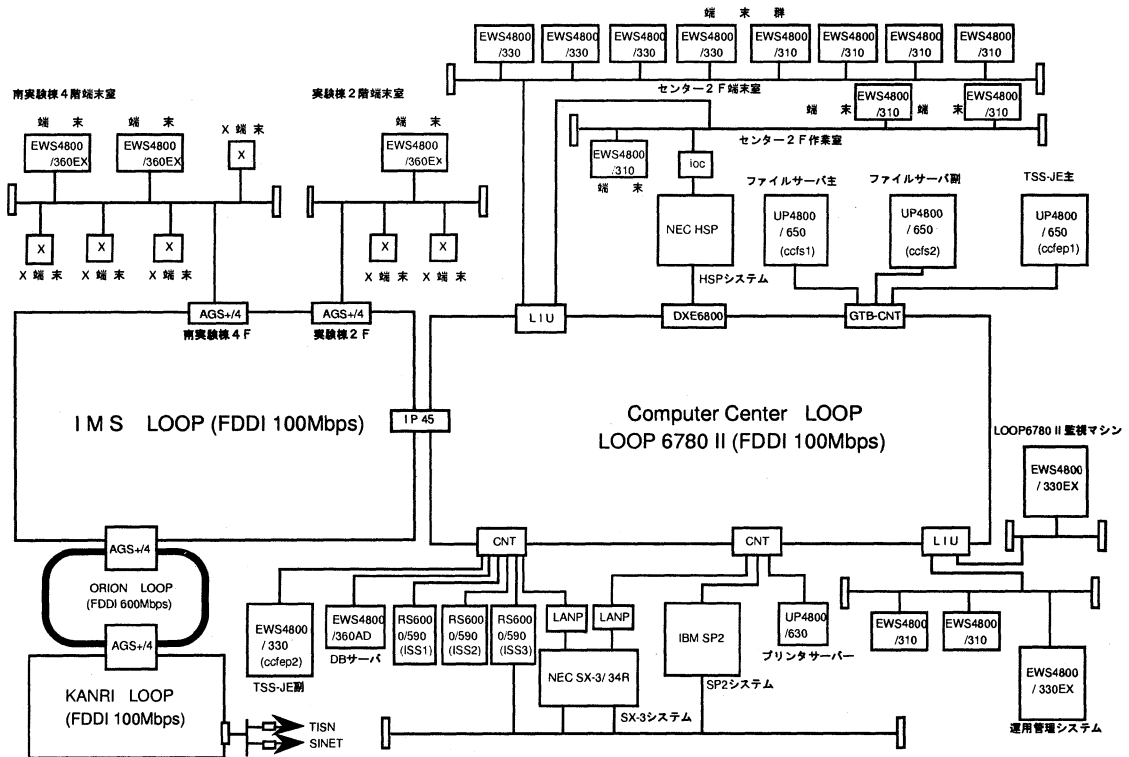 端 末 群
EWS4800
/330
EWS4800
/330
EWS4800
/330
EWS4800
/330
EWS4800
/310
EWS4800
/310
EWS4800
/310
EWS4800
/310
センター2F端末室
南実験棟4階端末室
端 末
EWS4800
/360EX
端 末
EWS4800
/360EX
X 端 末
X
X
X 端 末
X
X 端 末
X
X 端 末
実験棟2階端末室
端 末
EWS4800
/360EX
X
X 端 末
X
X 端 末
端 末
EWS4800
/310
端 末
EWS4800
/310
センター2F作業室
EWS4800
/310
端 末
ioc
NEC HSP
HSPシステム
ファイルサーバ主
UP4800
/ 650
(ccfs1)
ファイルサーバ副
UP4800
/ 650
(ccfs2)
TSS-JE主
UP4800
/ 650
(ccfep1)
AGS+/4
南実験棟4F
AGS+/4
実験棟2F
L I U
DXE6800
GTB-CNT
I M S LOOP (FDDI 100Mbps)
I P 45
Computer Center LOOP
LOOP 6780 II (FDDI 100Mbps)
LOOP6780 II 監視マシン
EWS4800
/ 330EX
AGS+/4
ORION LOOP
(FDDI 600Mbps)
AGS+/4
KANRI LOOP
(FDDI 100Mbps)
TISN
SINET
CNT
CNT
L I U
EWS4800
/ 330
(ccfep2)
TSS-JE副
EWS4800
/360AD
DBサーバ
RS600
0/590
(ISS1)
RS600
0/590
(ISS2)
RS600
0/590
(ISS3)
LANP
LANP
NEC SX-3/ 34R
SX-3システム
IBM SP2
SP2システム
UP4800
/630
プリンタサーバー
EWS4800
/310
EWS4800
/310
EWS4800
/ 330EX
運用管理システム